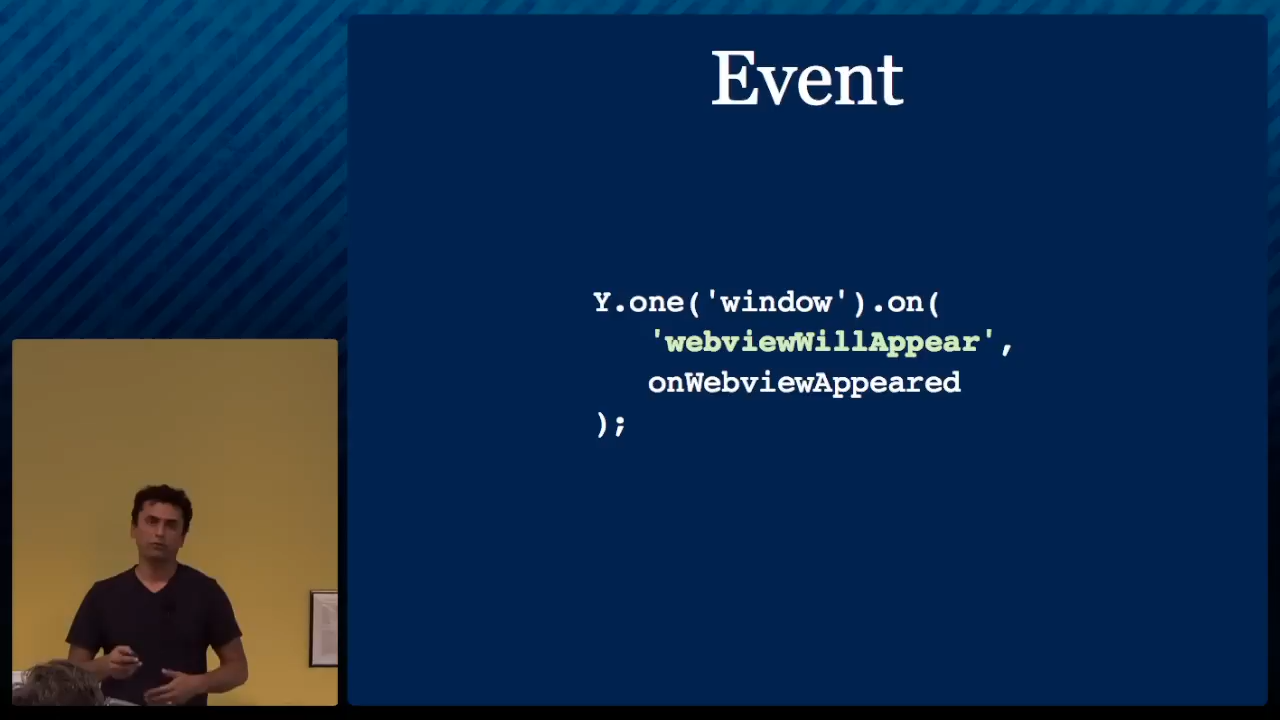 Event
Y.one('window').on(
'webviewWillAppear',
onWebviewAppeared
);